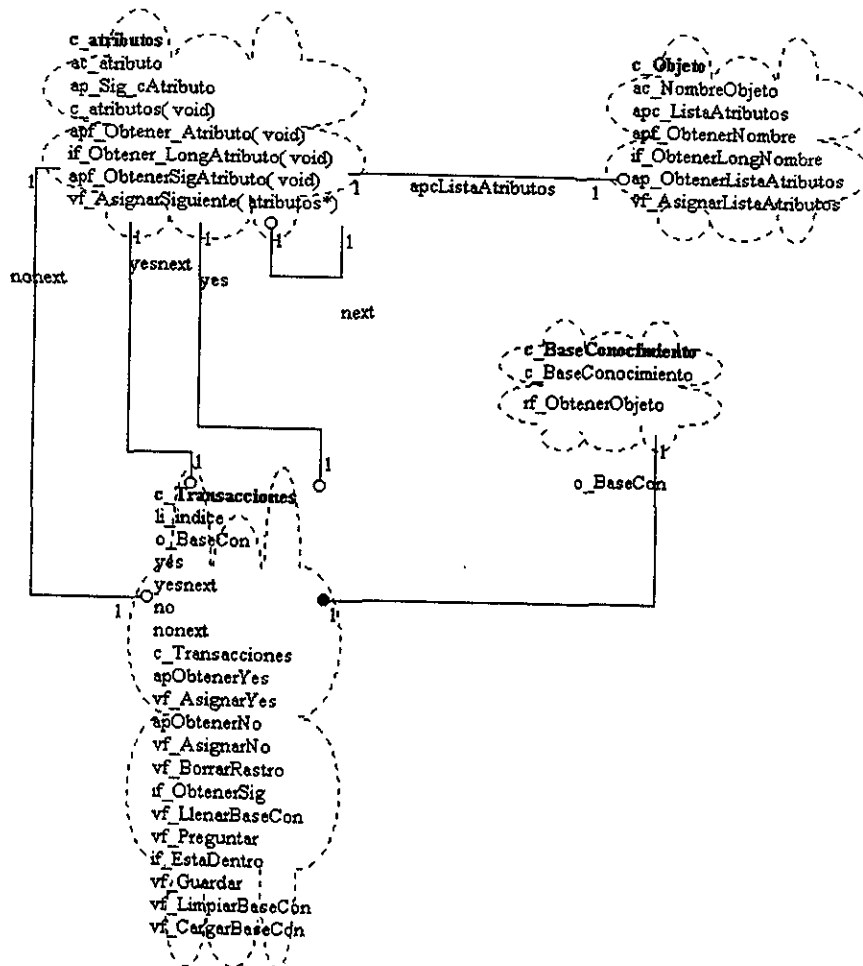 c_atributos
ac_atributo
ap_Sig_cAtributo
c_atributos(void)
apf_Obtener_Atributo(void)
if_Obtener_LongAtributo(void)
apf_ObtenerSigAtributo(void)
vf_AsignarSiguiente(atributos*)
c_Objeto
ac_NombreObjeto
apc_ListaAtributos
apf_ObtenerNombre
if_ObtenerLongNombre
ap_ObtenerListaAtributos
vf_AsignarListaAtributos
1
1
apcListaAtributos
1
1
1
1
1
nonext
yesnext
yes
next
c_BaseConocimiento
c_BaseConocimiento
rf_ObtenerObjeto
1
o_BaseCon
1
1
c_Transacciones
li_indice
o_BaseCon
yes
yesnext
no
nonext
1
1
c_Transacciones
apObtenerYes
vf_AsignarYes
apObtenerNo
vf_AsignarNo
vf_BorrarRastro
if_ObtenerSig
vf_LlenarBaseCon
vf_Preguntar
if_EstaDentro
vf_Guardar
vf_LimpiarBaseCon
vf_CargarBaseCon